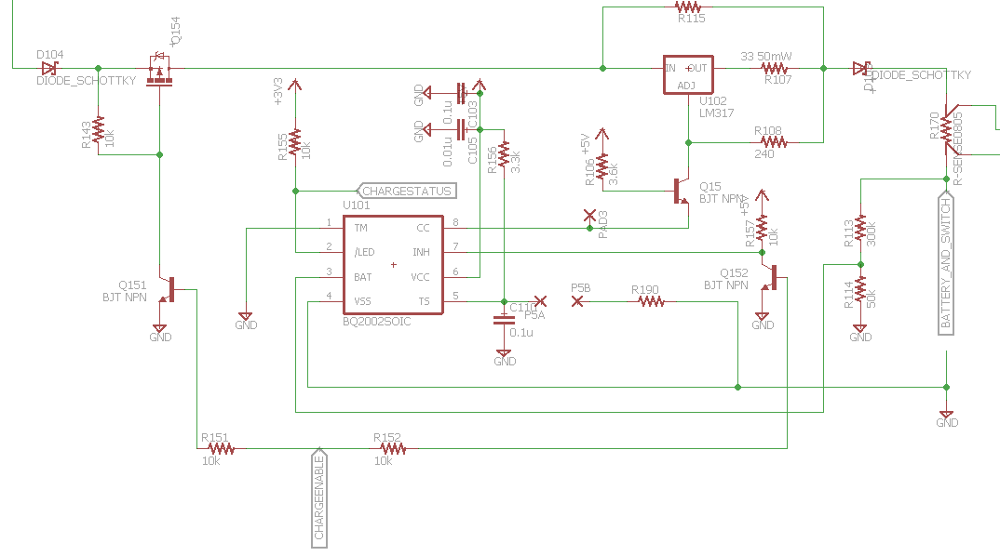 R115
Q154
D104
DIODE_SCHOTTKY
IN
OUT
ADJ
33 50mW
R107
DIODE_SCHOTTKY
U102
LM317
+3V3
GND
0.1u
C103
GND
0.01u
C105
R143
10k
R155
10k
R156
3.3k
+5V
R106
3.6k
R108
240
R170
R-SENSE0805
CHARGESTATUS
U101
Q15
BJT NPN
+5V
R157
10k
PAD3
BATTERY_AND_SWITCH
R113
300k
1
TM
CC
8
2
/LED
INH
7
3
BAT
VCC
6
4
VSS
TS
5
BQ2002SOIC
Q151
BJT NPN
GND
GND
C110
P5A
0.1u
GND
P5B
R190
Q152
BJT NPN
GND
R114
50k
GND
GND
R151
10k
R152
10k
CHARGEENABLE